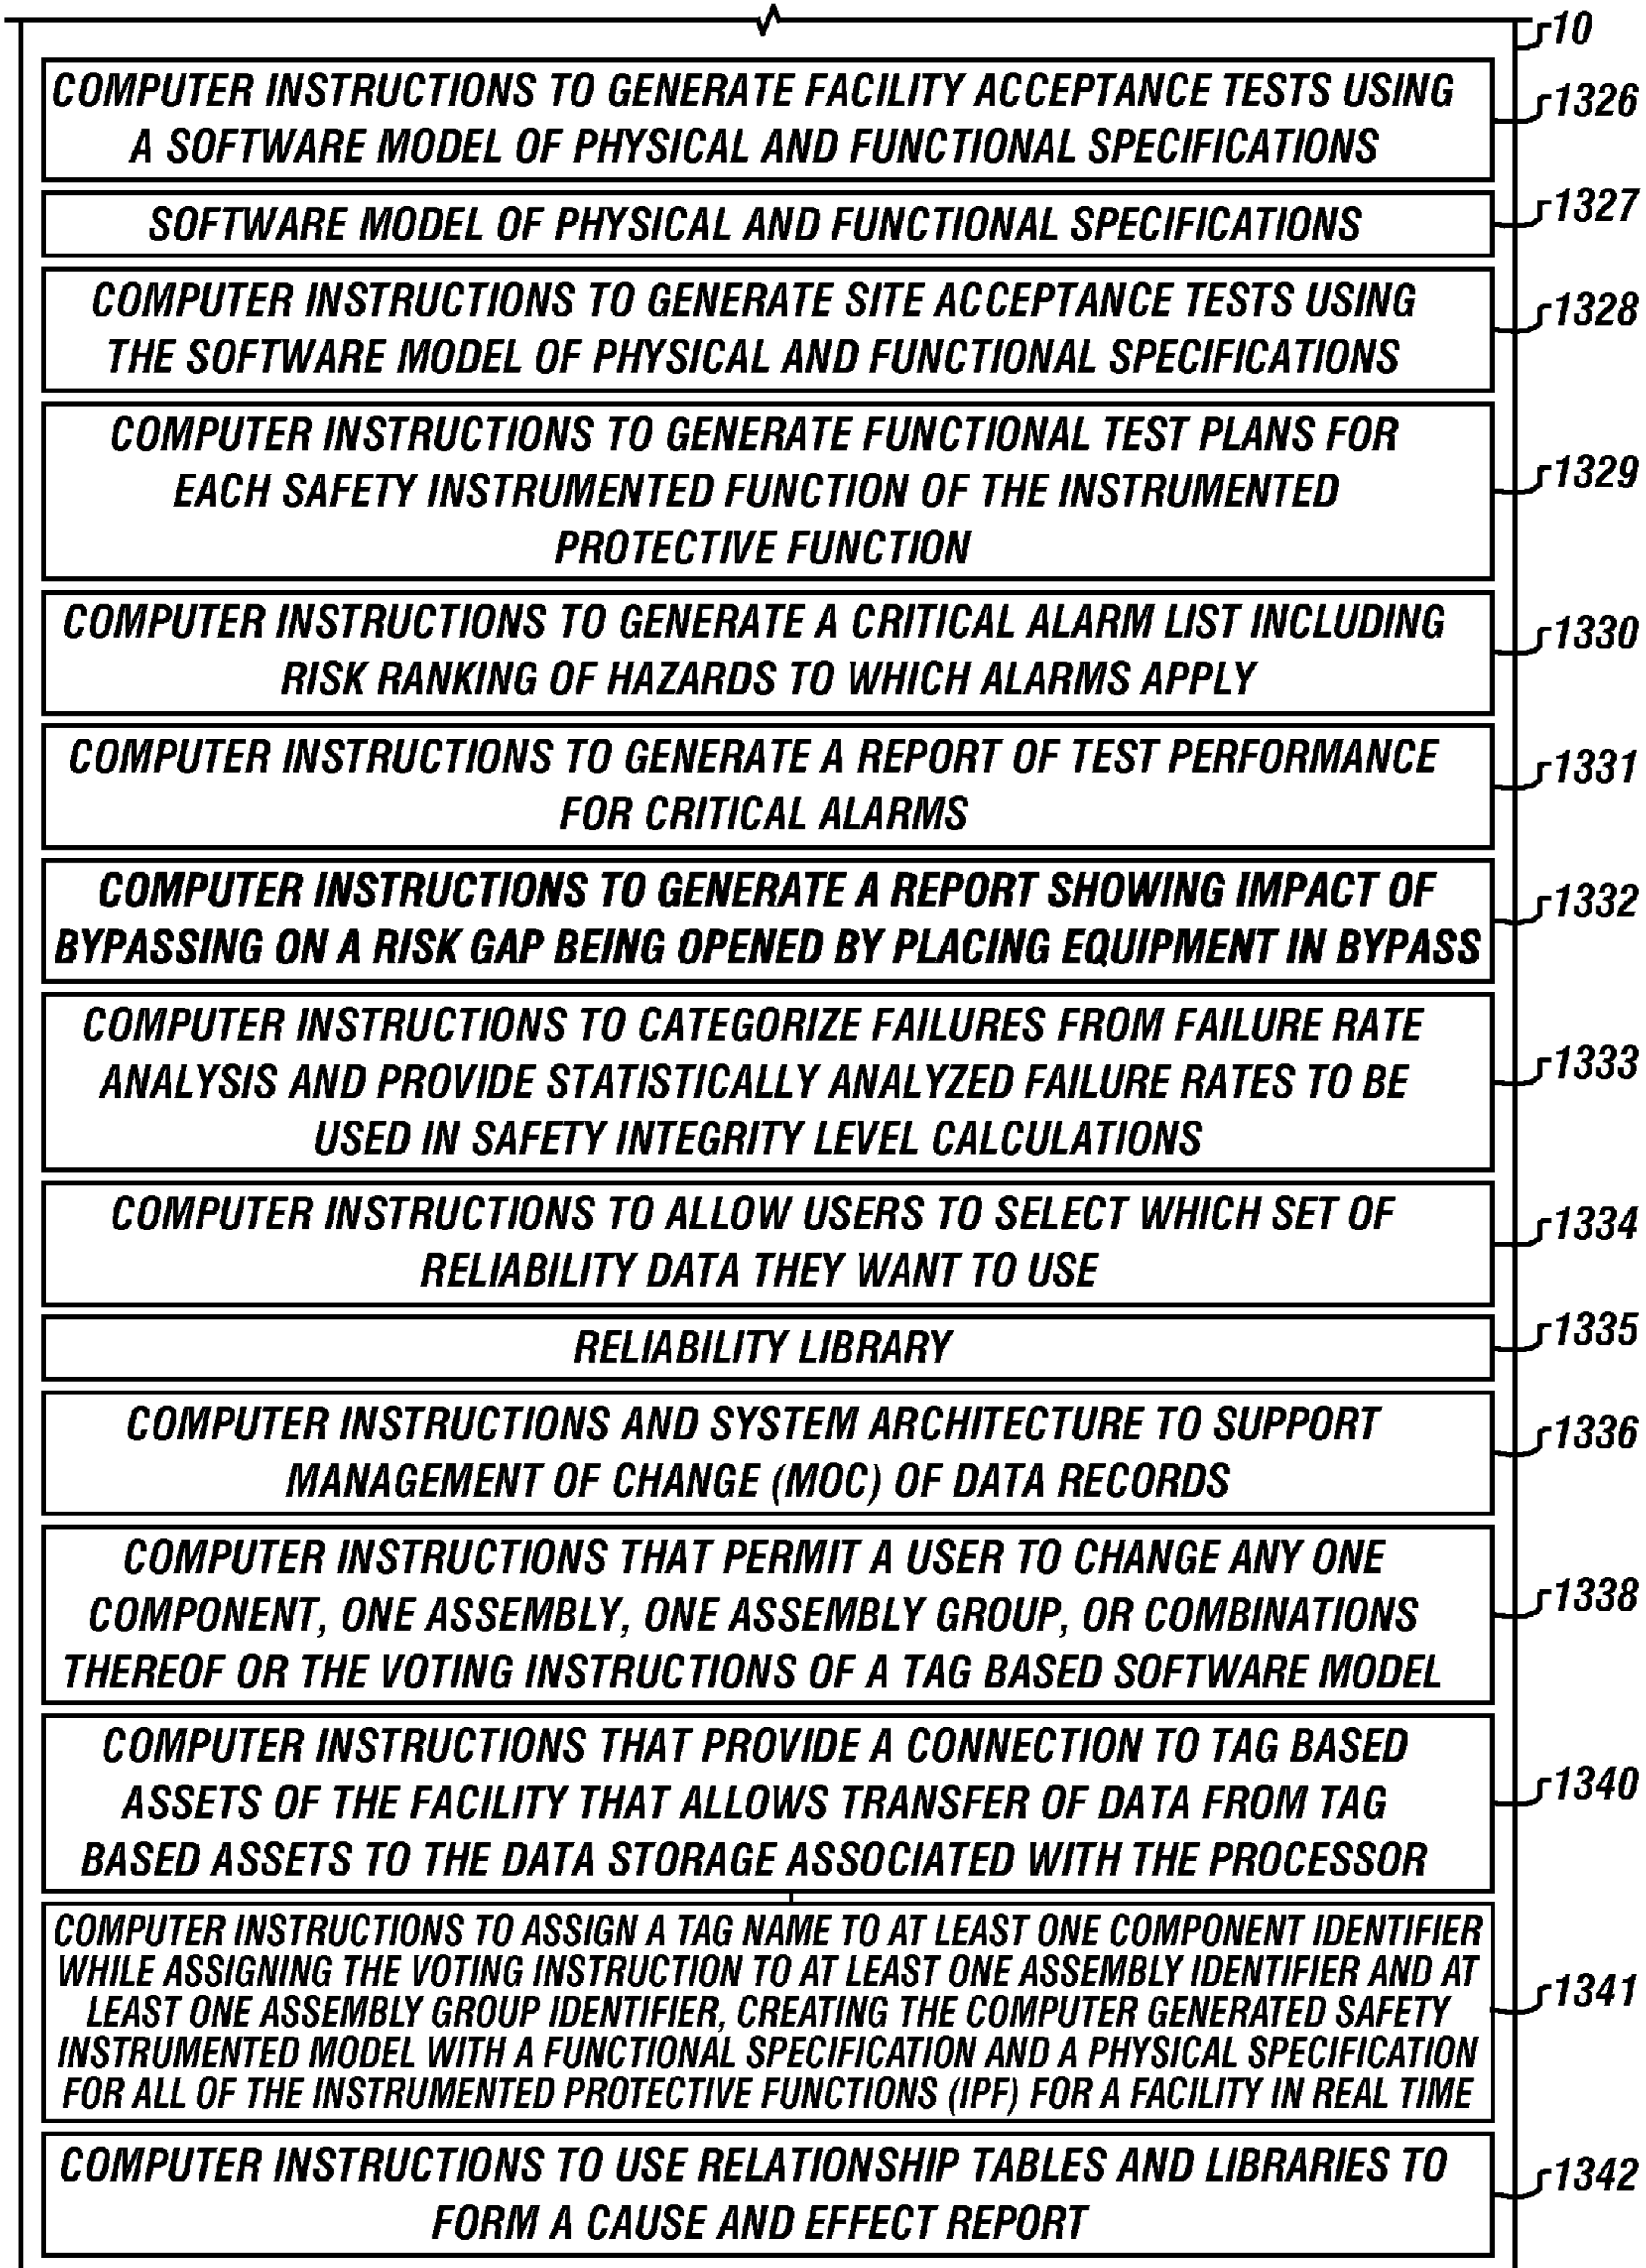 10
COMPUTER INSTRUCTIONS TO GENERATE FACILITY ACCEPTANCE TESTS USING
A SOFTWARE MODEL OF PHYSICAL AND FUNCTIONAL SPECIFICATIONS
1326
SOFTWARE MODEL OF PHYSICAL AND FUNCTIONAL SPECIFICATIONS
1327
COMPUTER INSTRUCTIONS TO GENERATE SITE ACCEPTANCE TESTS USING
THE SOFTWARE MODEL OF PHYSICAL AND FUNCTIONAL SPECIFICATIONS
1328
COMPUTER INSTRUCTIONS TO GENERATE FUNCTIONAL TEST PLANS FOR
EACH SAFETY INSTRUMENTED FUNCTION OF THE INSTRUMENTED
PROTECTIVE FUNCTION
1329
COMPUTER INSTRUCTIONS TO GENERATE A CRITICAL ALARM LIST INCLUDING
RISK RANKING OF HAZARDS TO WHICH ALARMS APPLY
1330
COMPUTER INSTRUCTIONS TO GENERATE A REPORT OF TEST PERFORMANCE
FOR CRITICAL ALARMS
1331
COMPUTER INSTRUCTIONS TO GENERATE A REPORT SHOWING IMPACT OF
BYPASSING ON A RISK GAP BEING OPENED BY PLACING EQUIPMENT IN BYPASS
1332
COMPUTER INSTRUCTIONS TO CATEGORIZE FAILURES FROM FAILURE RATE
ANALYSIS AND PROVIDE STATISTICALLY ANALYZED FAILURE RATES TO BE
USED IN SAFETY INTEGRITY LEVEL CALCULATIONS
1333
COMPUTER INSTRUCTIONS TO ALLOW USERS TO SELECT WHICH SET OF
RELIABILITY DATA THEY WANT TO USE
1334
RELIABILITY LIBRARY
1335
COMPUTER INSTRUCTIONS AND SYSTEM ARCHITECTURE TO SUPPORT
MANAGEMENT OF CHANGE (MOC) OF DATA RECORDS
1336
COMPUTER INSTRUCTIONS THAT PERMIT A USER TO CHANGE ANY ONE
COMPONENT, ONE ASSEMBLY, ONE ASSEMBLY GROUP, OR COMBINATIONS
THEREOF OR THE VOTING INSTRUCTIONS OF A TAG BASED SOFTWARE MODEL
1338
COMPUTER INSTRUCTIONS THAT PROVIDE A CONNECTION TO TAG BASED
ASSETS OF THE FACILITY THAT ALLOWS TRANSFER OF DATA FROM TAG
BASED ASSETS TO THE DATA STORAGE ASSOCIATED WITH THE PROCESSOR
1340
COMPUTER INSTRUCTIONS TO ASSIGN A TAG NAME TO AT LEAST ONE COMPONENT IDENTIFIER
WHILE ASSIGNING THE VOTING INSTRUCTION TO AT LEAST ONE ASSEMBLY IDENTIFIER AND AT
LEAST ONE ASSEMBLY GROUP IDENTIFIER, CREATING THE COMPUTER GENERATED SAFETY
INSTRUMENTED MODEL WITH A FUNCTIONAL SPECIFICATION AND A PHYSICAL SPECIFICATION
FOR ALL OF THE INSTRUMENTED PROTECTIVE FUNCTIONS (IPF) FOR A FACILITY IN REAL TIME
1341
COMPUTER INSTRUCTIONS TO USE RELATIONSHIP TABLES AND LIBRARIES TO
FORM A CAUSE AND EFFECT REPORT
1342